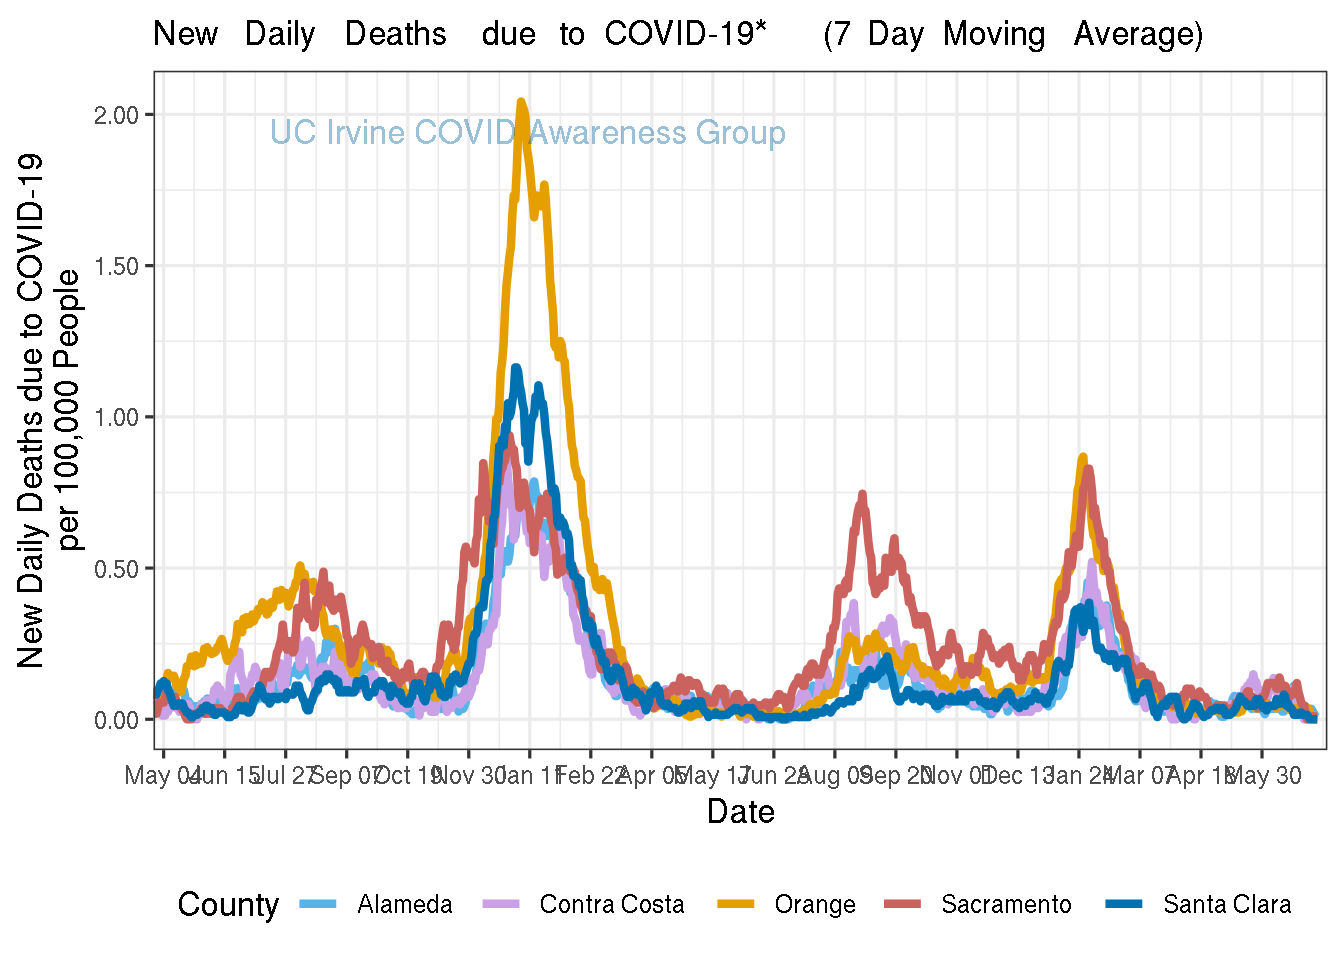 New Daily Deaths due to COVID-19* (7 Day Moving Average)
UC Irvine COVID Awareness Group
New Daily Deaths due to COVID-19
per 100,000 People
2.00
1.50
1.00
0.50
0.00
May 04 Jun 15 Jul 27 Sep 07 Oct 19 Nov 30 Jan 11 Feb 22 Apr 05 May 17 Jun 28 Aug 09 Sep 20 Nov 01 Dec 13 Jan 24 Mar 07 Apr 18 May 30
Date
County Alameda Contra Costa Orange Sacramento Santa Clara